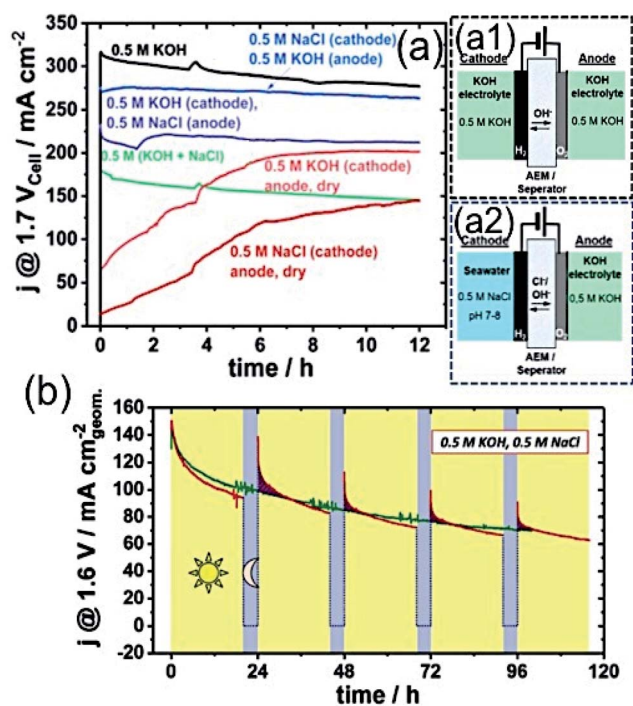 (a)
350
300
250
200
150
100
50
0
j @ 1.7 V_Cell / mA cm⁻²
0.5 M KOH
0.5 M NaCl (cathode)
0.5 M KOH (anode)
0.5 M KOH (cathode),
0.5 M NaCl (anode)
0.5 M (KOH + NaCl)
0.5 M KOH (cathode)
anode, dry
0.5 M NaCl (cathode)
anode, dry
0 2 4 6 8 10 12
time / h
(a1)
Cathode Anode
KOH
electrolyte
0.5 M KOH
OH⁻
KOH
electrolyte
0.5 M KOH
H₂ O₂
AEM /
Seperator
(a2)
Cathode Anode
Seawater
0.5 M NaCl
pH 7-8
Cl⁻/
OH⁻
KOH
electrolyte
0,5 M KOH
H₂ O₂
AEM /
Seperator
(b)
160
140
120
100
80
60
40
20
0
-20
j @ 1.6 V / mA cm⁻²geom.
0.5 M KOH, 0.5 M NaCl
0 24 48 72 96 116
time / h